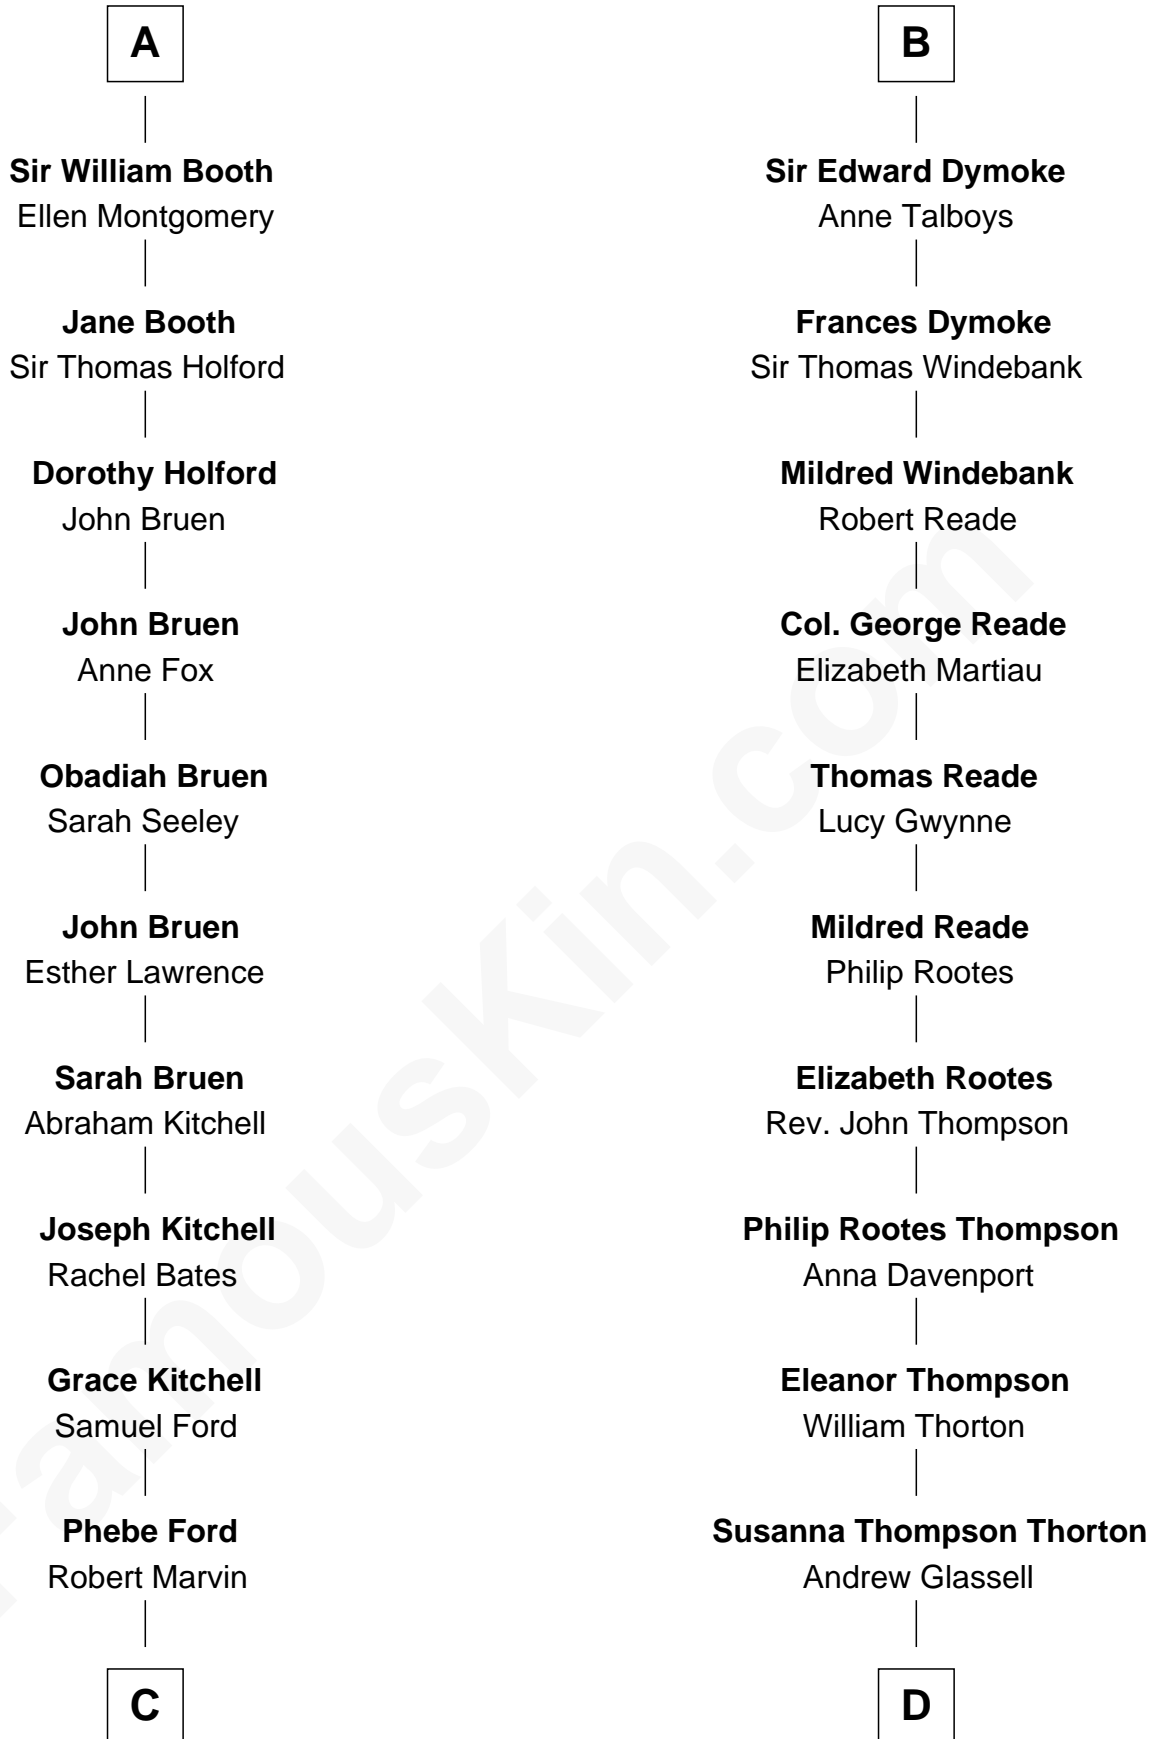 A
Sir William Booth
Ellen Montgomery
Jane Booth
Sir Thomas Holford
Dorothy Holford
John Bruen
John Bruen
Anne Fox
Obadiah Bruen
Sarah Seeley
John Bruen
Esther Lawrence
Sarah Bruen
Abraham Kitchell
Joseph Kitchell
Rachel Bates
Grace Kitchell
Samuel Ford
Phebe Ford
Robert Marvin
C
B
Sir Edward Dymoke
Anne Talboys
Frances Dymoke
Sir Thomas Windebank
Mildred Windebank
Robert Reade
Col. George Reade
Elizabeth Martiau
Thomas Reade
Lucy Gwynne
Mildred Reade
Philip Rootes
Elizabeth Rootes
Rev. John Thompson
Philip Rootes Thompson
Anna Davenport
Eleanor Thompson
William Thorton
Susanna Thompson Thorton
Andrew Glassell
D
FamousKin.com